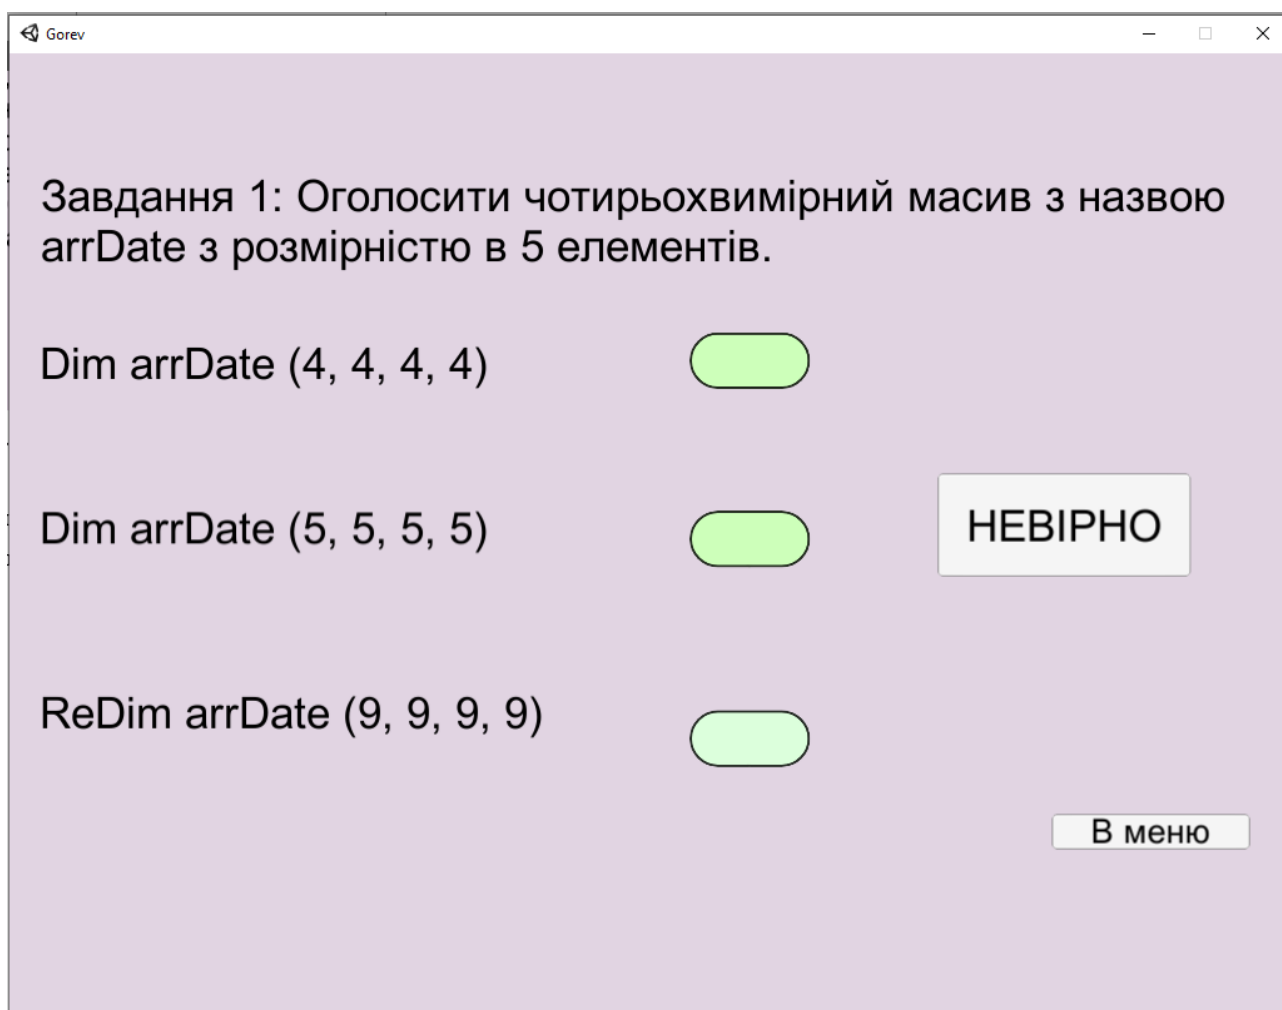 Gorev
Завдання 1: Оголосити чотирьохвимірний масив з назвою
arrDate з розмірністю в 5 елементів.
Dim arrDate (4, 4, 4, 4)
Dim arrDate (5, 5, 5, 5)
НЕВІРНО
ReDim arrDate (9, 9, 9, 9)
В меню